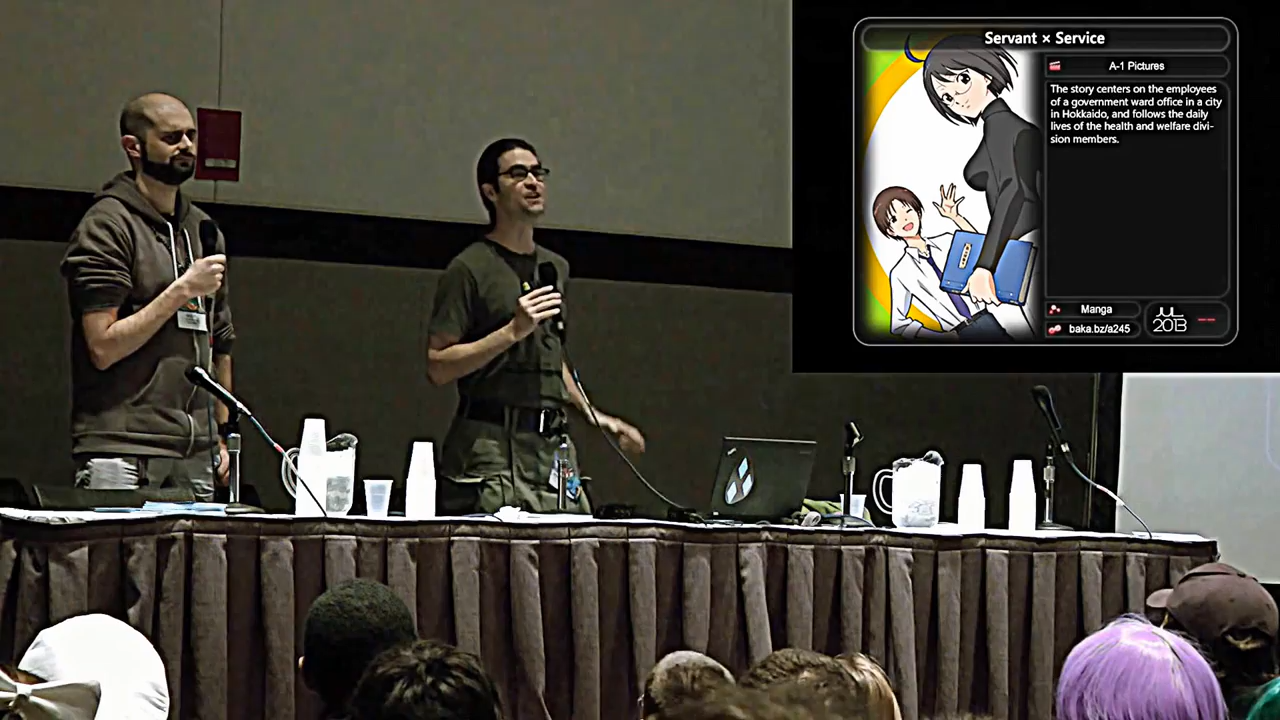 Servant × Service
A-1 Pictures
The story centers on the employees
of a government ward office in a city
in Hokkaido, and follows the daily
lives of the health and welfare divi-
sion members.
Manga
baka.bz/a245
JUL
2013
--